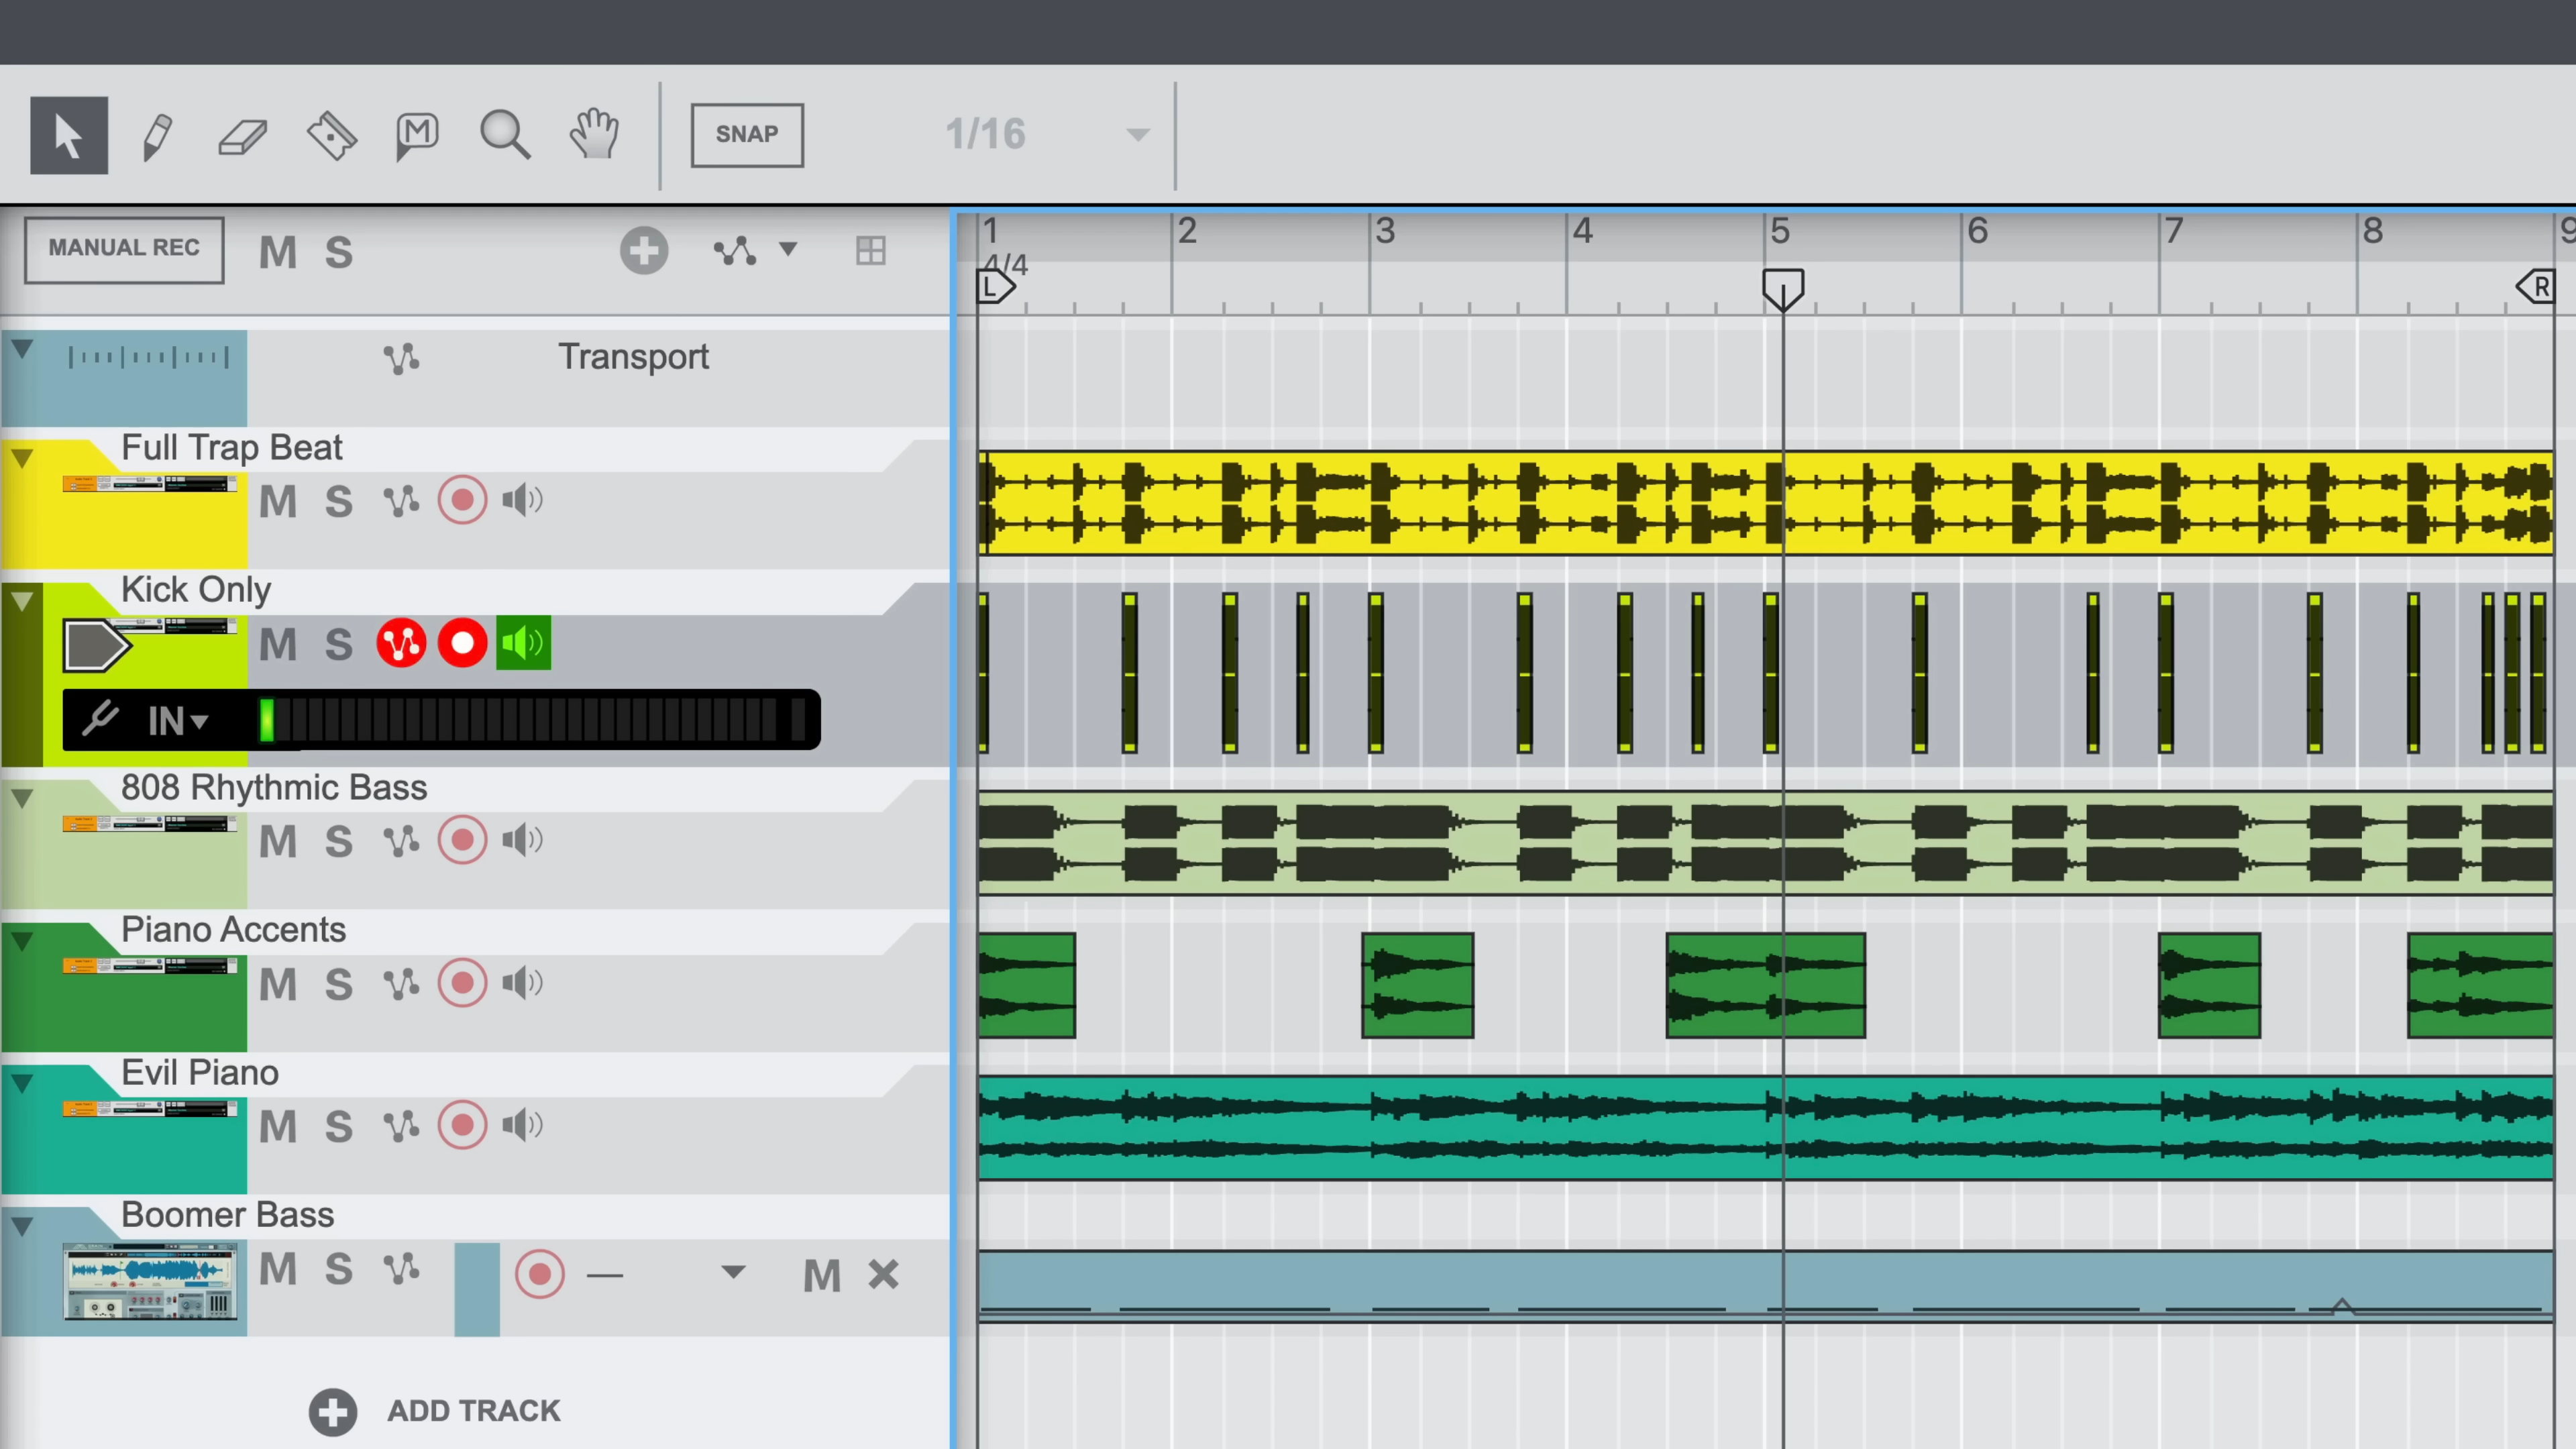 M
SNAP
1/16
MANUAL REC
M S
1 2 3 4 5 6 7 8 9
4/4
L
R
Transport
Full Trap Beat
M S
Kick Only
M S
IN
808 Rhythmic Bass
M S
Piano Accents
M S
Evil Piano
M S
Boomer Bass
M S
M
ADD TRACK